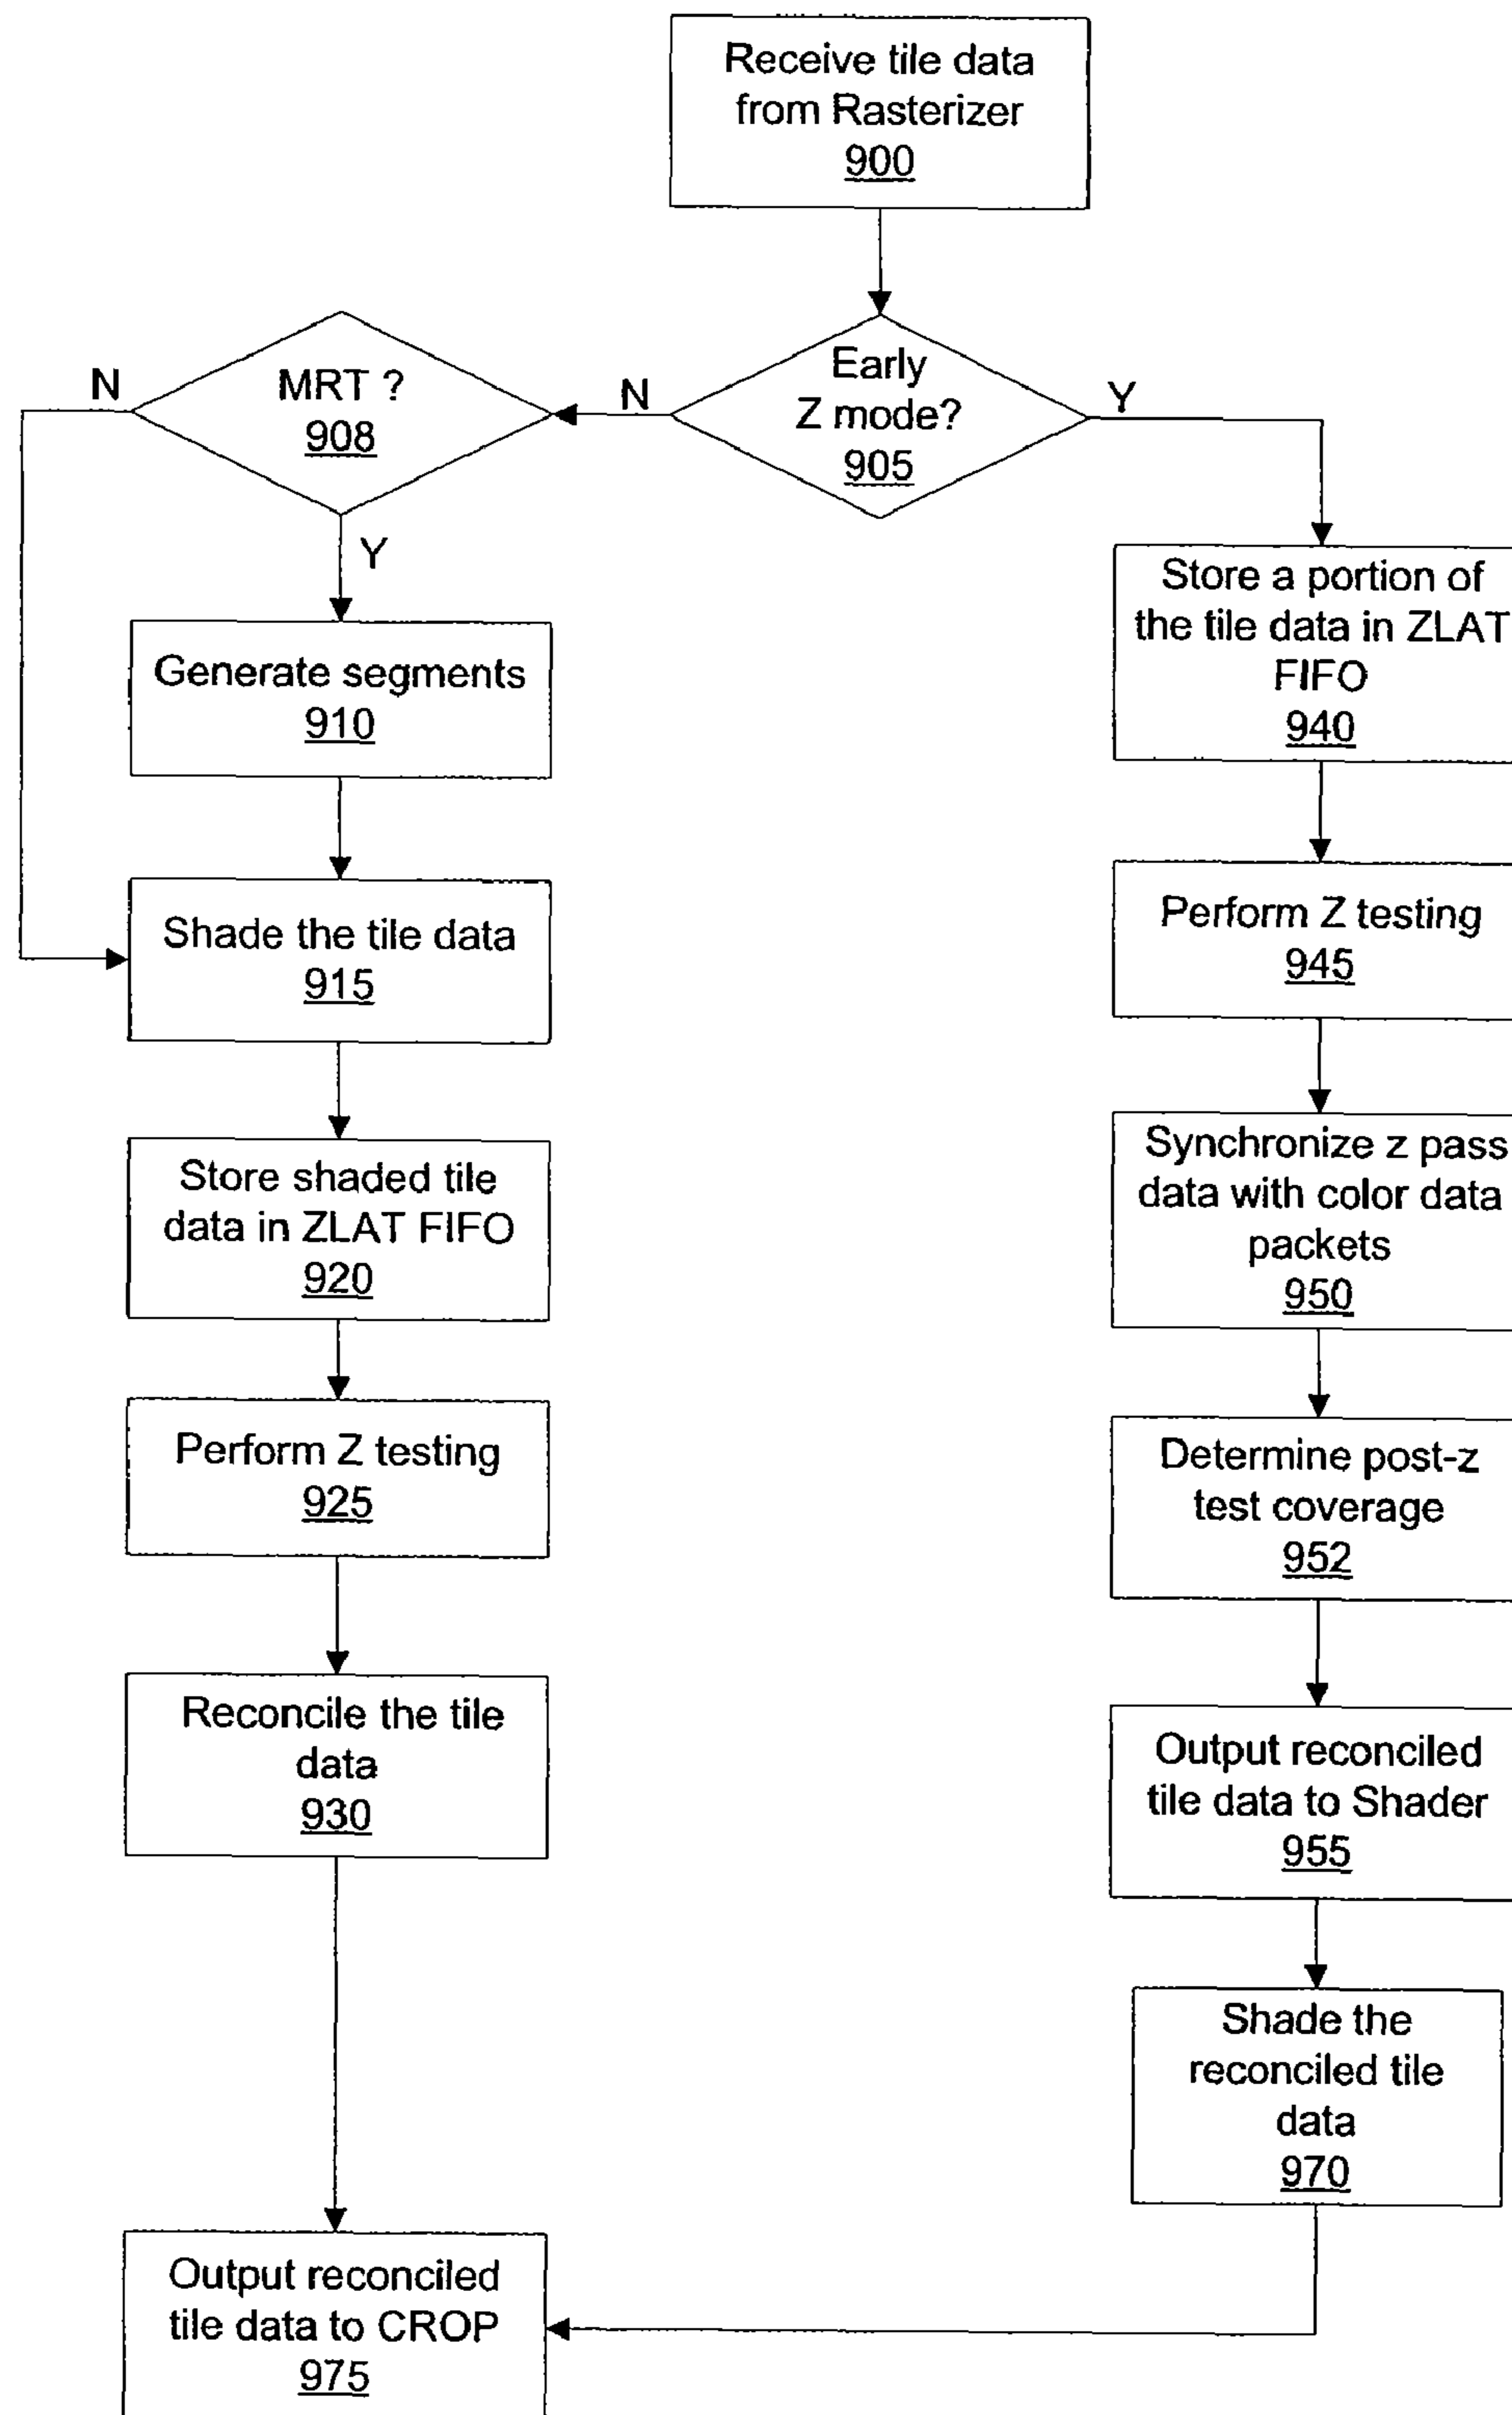 Receive tile data
from Rasterizer
900
Early
Z mode?
905
N
Y
MRT ?
908
N
Y
Generate segments
910
Shade the tile data
915
Store shaded tile
data in ZLAT FIFO
920
Perform Z testing
925
Reconcile the tile
data
930
Store a portion of
the tile data in ZLAT
FIFO
940
Perform Z testing
945
Synchronize z pass
data with color data
packets
950
Determine post-z
test coverage
952
Output reconciled
tile data to Shader
955
Shade the
reconciled tile
data
970
Output reconciled
tile data to CROP
975